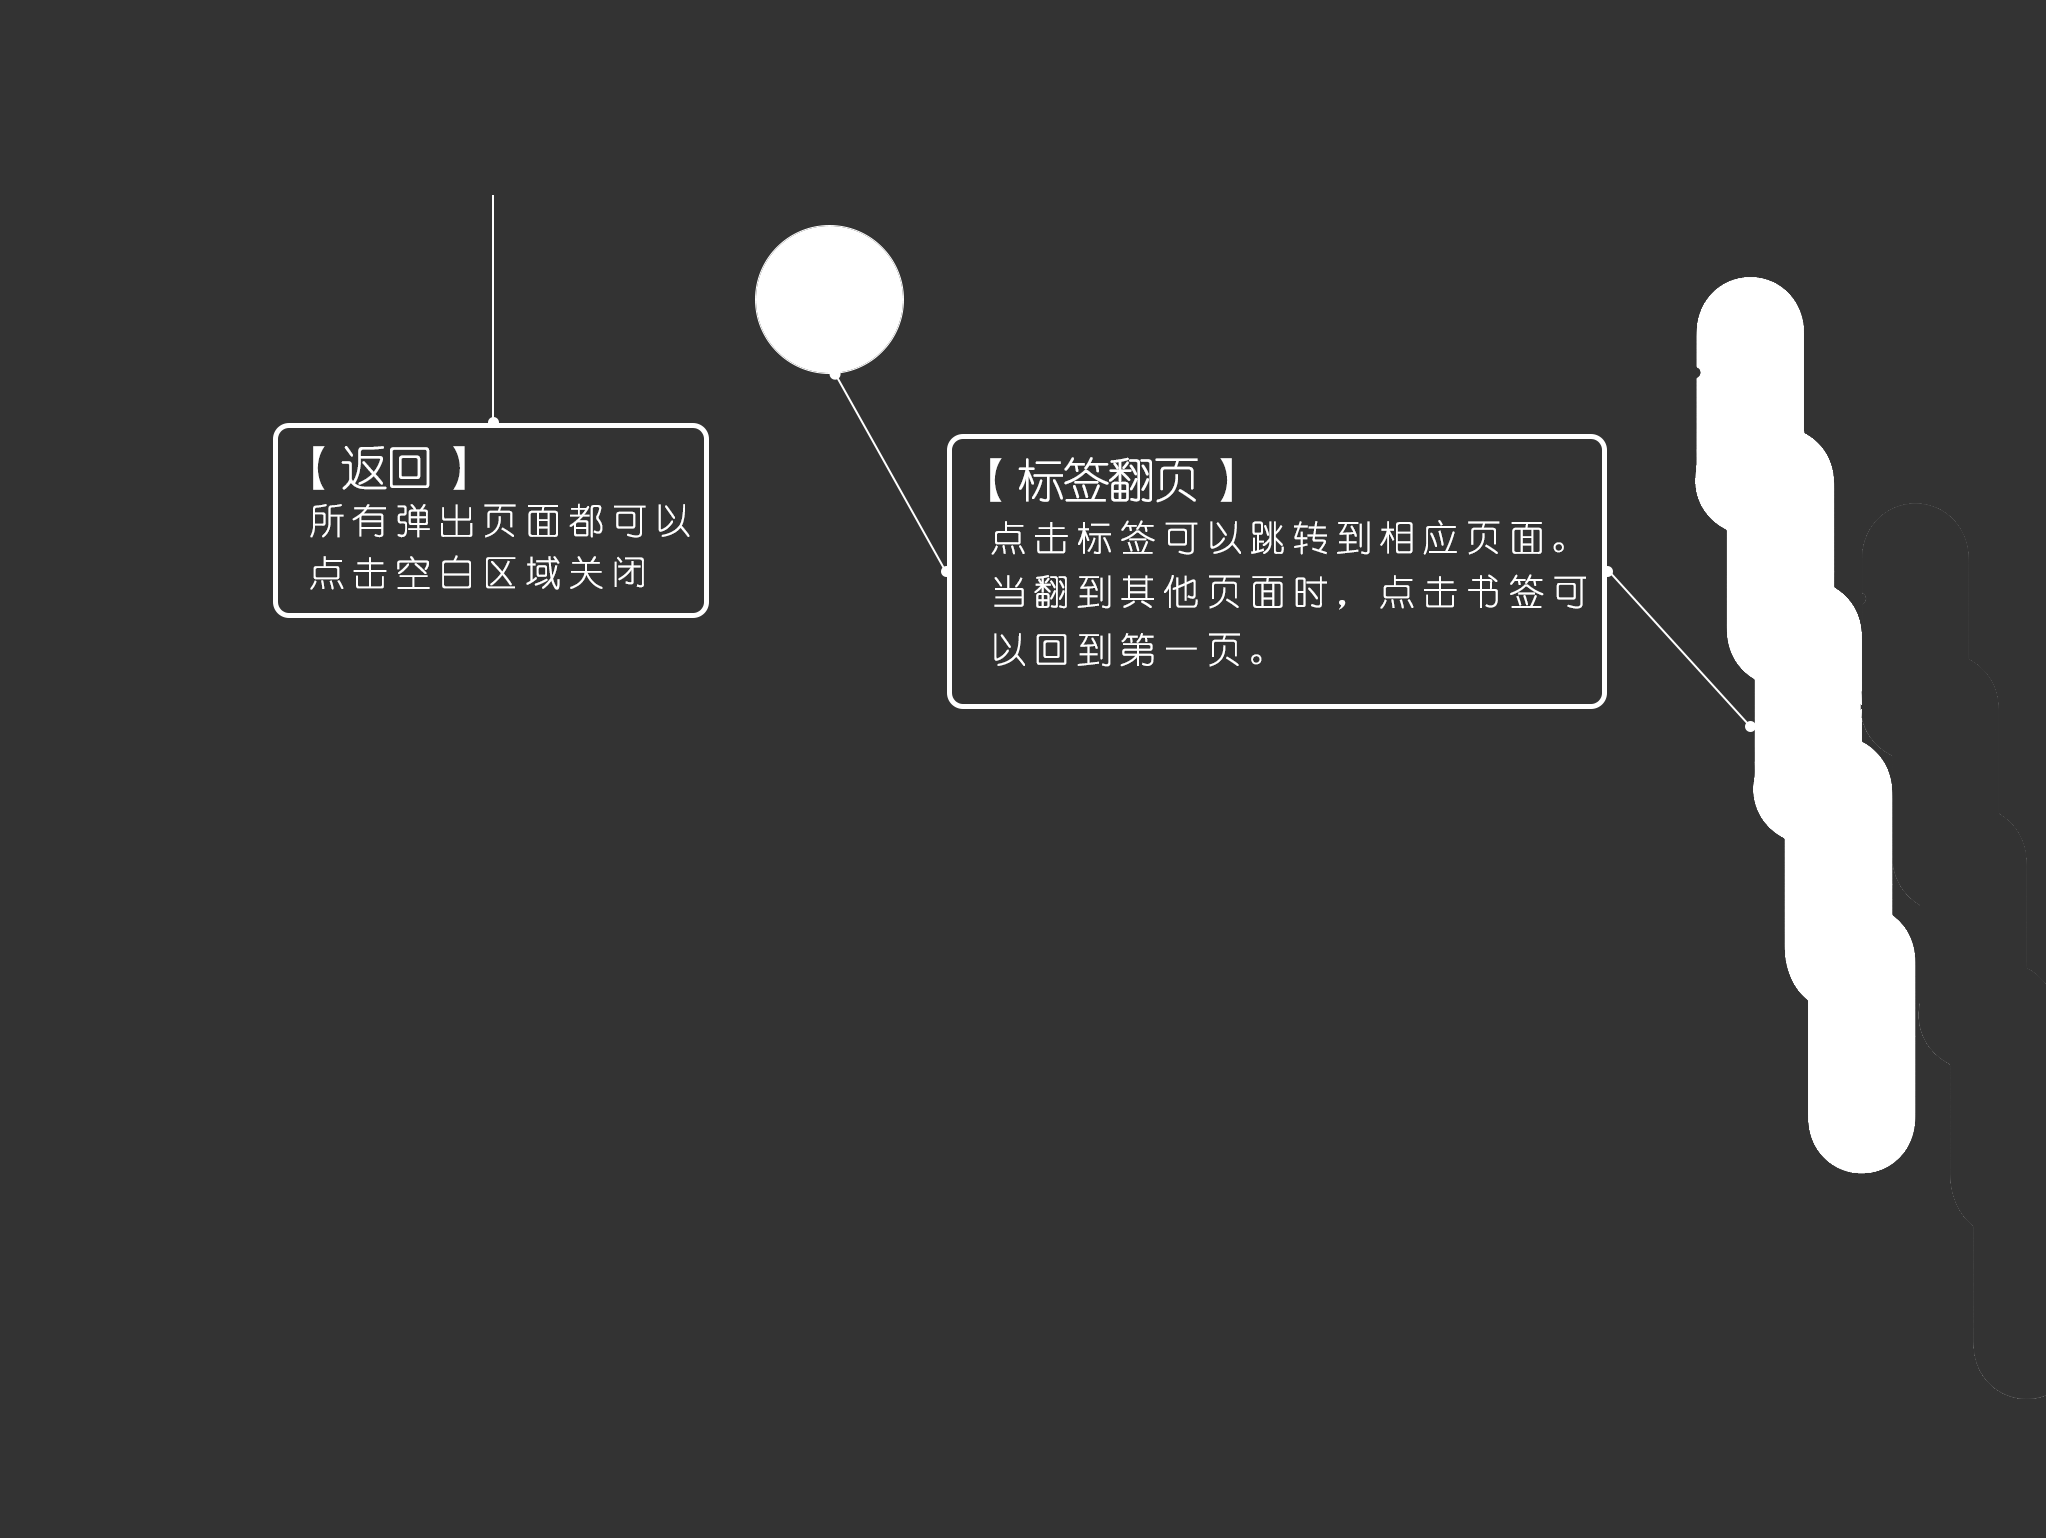 【返回】
所有弹出页面都可以
点击空白区域关闭
【标签翻页】
点击标签可以跳转到相应页面。
当翻到其他页面时，点击书签可
以回到第一页。